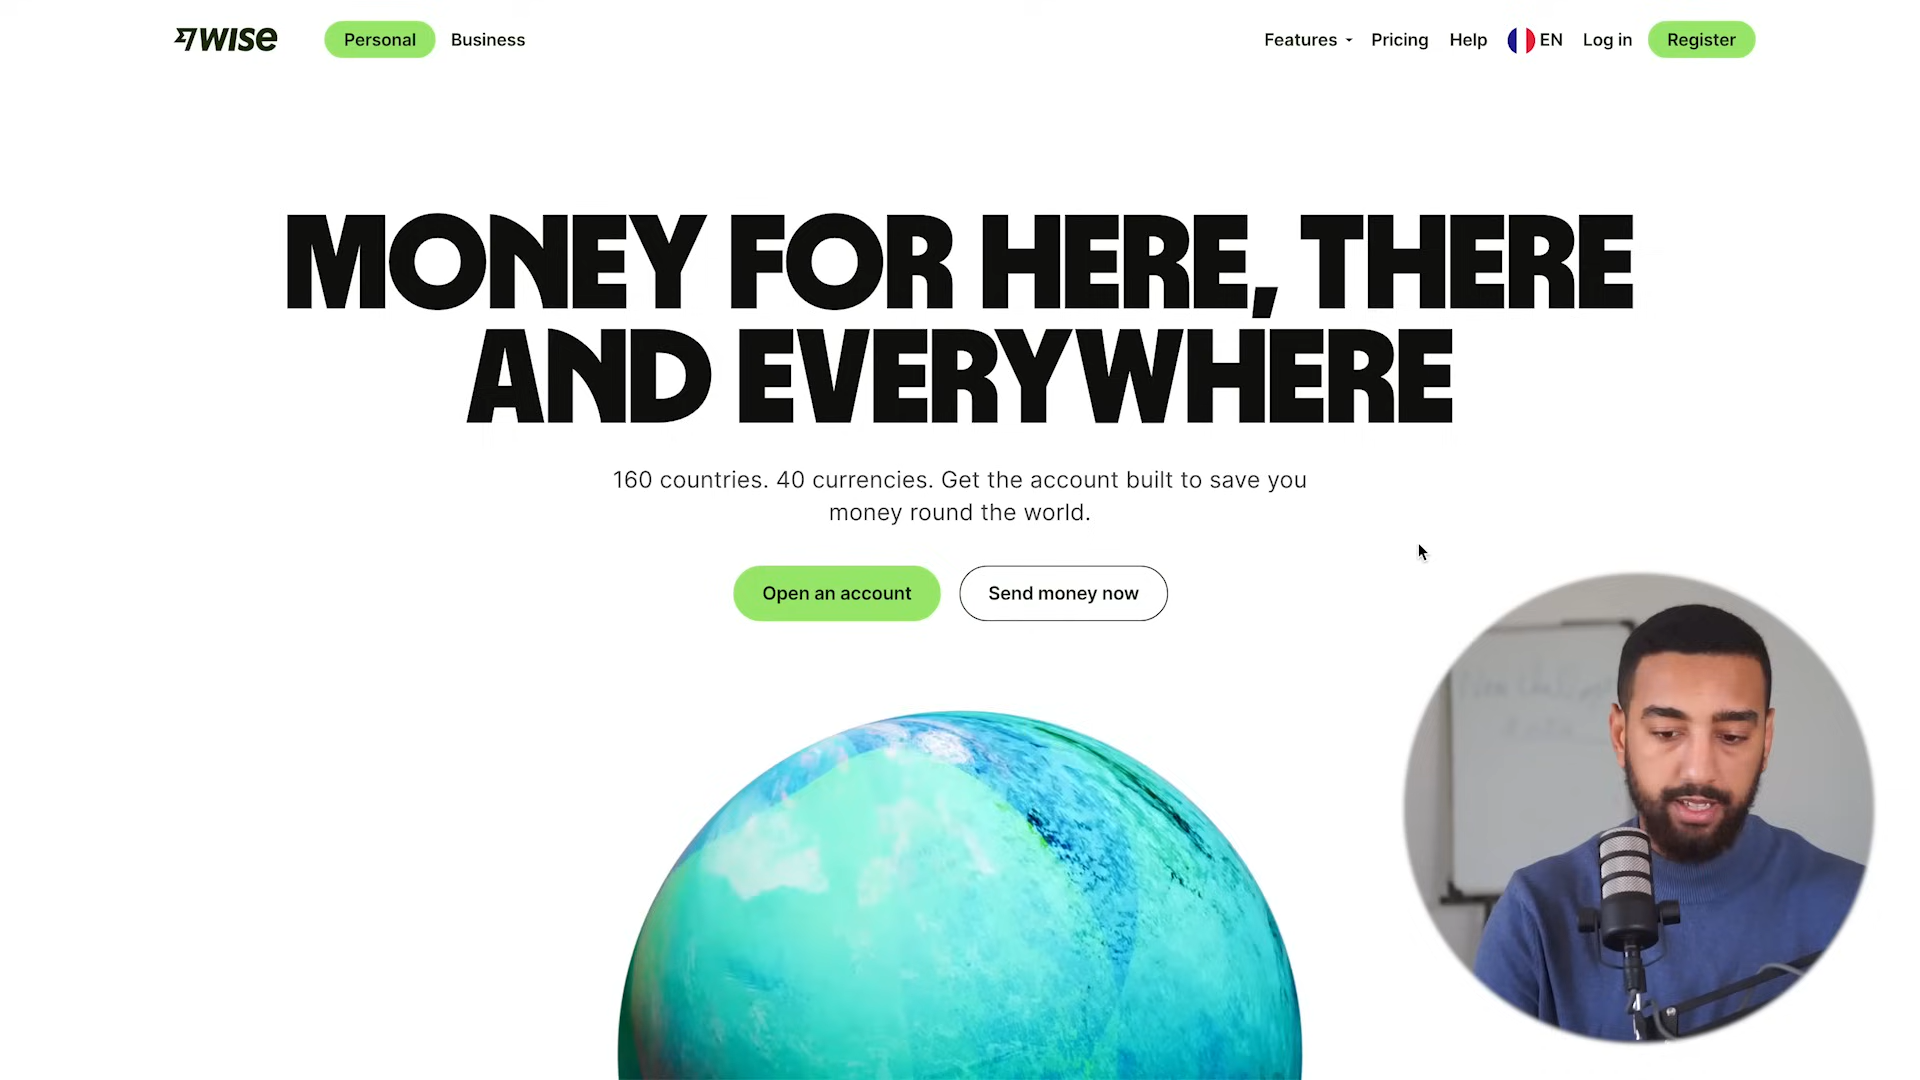 WISE
Personal
Business
Features
Pricing
Help
EN
Log in
Register
MONEY FOR HERE, THERE
AND EVERYWHERE
160 countries. 40 currencies. Get the account built to save you
money round the world.
Open an account
Send money now